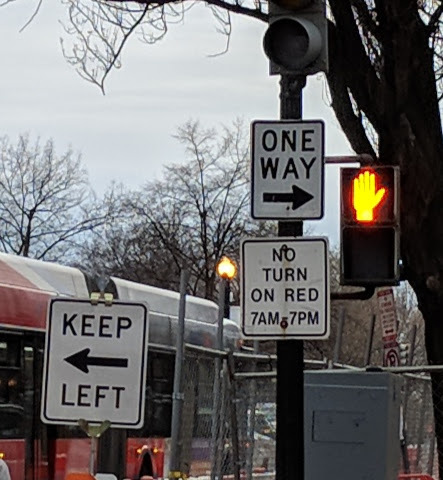 ONE
WAY
NO
TURN
ON RED
7AM-7PM
KEEP
LEFT